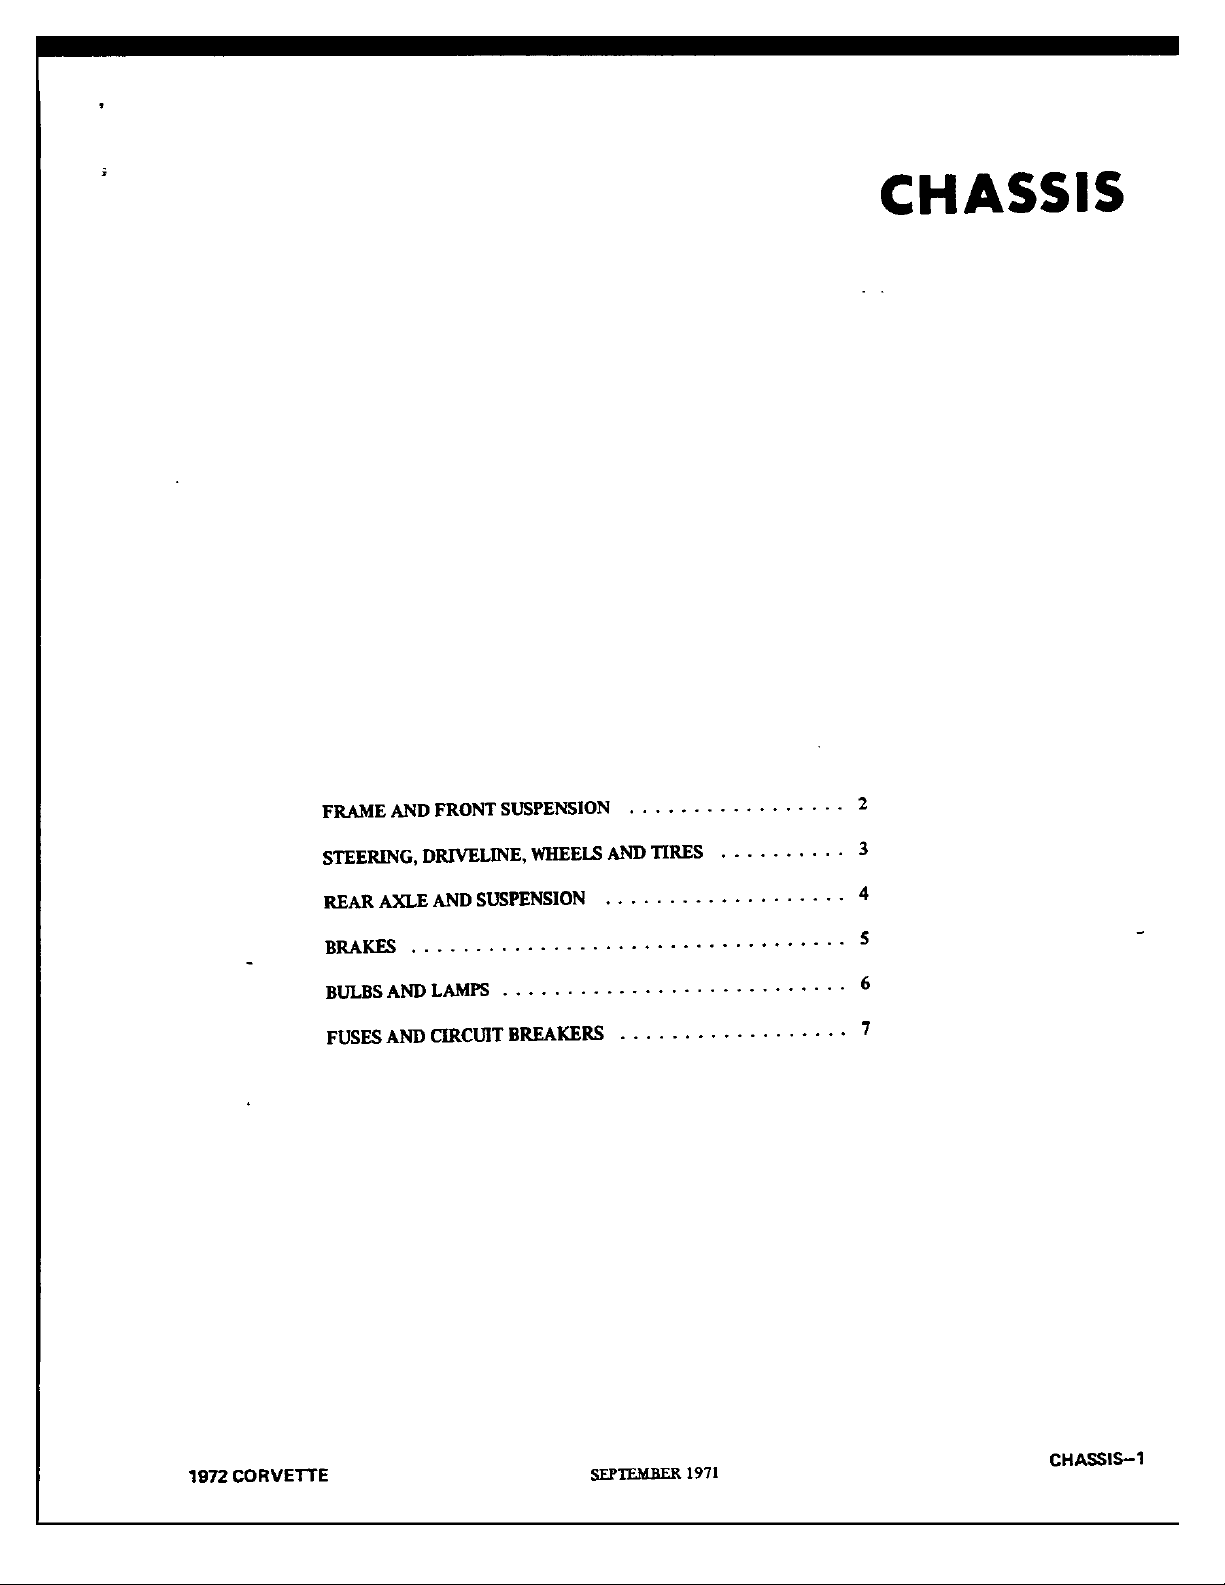 CHASSIS
FRAME AND FRONT SUSPENSION . . . . . . . . . . . . . . . . . 2
STEERING, DRIVELINE, WHEELS AND TIRES . . . . . . . . . . 3
REAR AXLE AND SUSPENSION . . . . . . . . . . . . . . . . . . . 4
BRAKES . . . . . . . . . . . . . . . . . . . . . . . . . . . . . . . . . . 5
BULBS AND LAMPS . . . . . . . . . . . . . . . . . . . . . . . . . . . 6
FUSES AND CIRCUIT BREAKERS . . . . . . . . . . . . . . . . . . 7
1972 CORVETTE SEPTEMBER 1971 CHASSIS—1